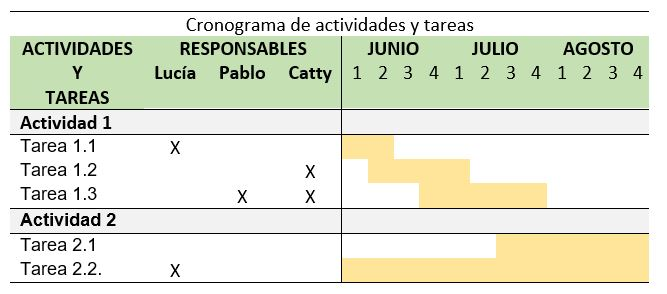 Cronograma de actividades y tareas
ACTIVIDADES Y TAREAS RESPONSABLES JUNIO JULIO AGOSTO
Lucía Pablo Catty 1 2 3 4 1 2 3 4 1 2 3 4
Actividad 1
Tarea 1.1 X
Tarea 1.2 X
Tarea 1.3 X X
Actividad 2
Tarea 2.1
Tarea 2.2. X